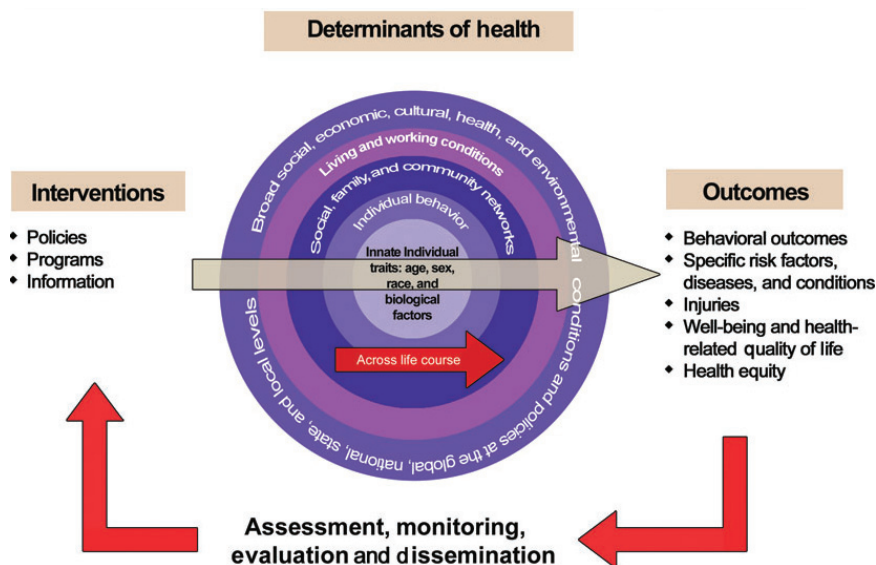 Determinants of health
Broad social, economic, cultural, health, and environmental conditions and policies at the global, national, state, and local levels
Living and working conditions
Social, family, and community networks
Individual behavior
Innate Individual
traits: age, sex,
race, and
biological
factors
Across life course
Interventions
◆ Policies
◆ Programs
◆ Information
Outcomes
◆ Behavioral outcomes
◆ Specific risk factors,
diseases, and conditions
◆ Injuries
◆ Well-being and health-
related quality of life
◆ Health equity
Assessment, monitoring,
evaluation and dissemination